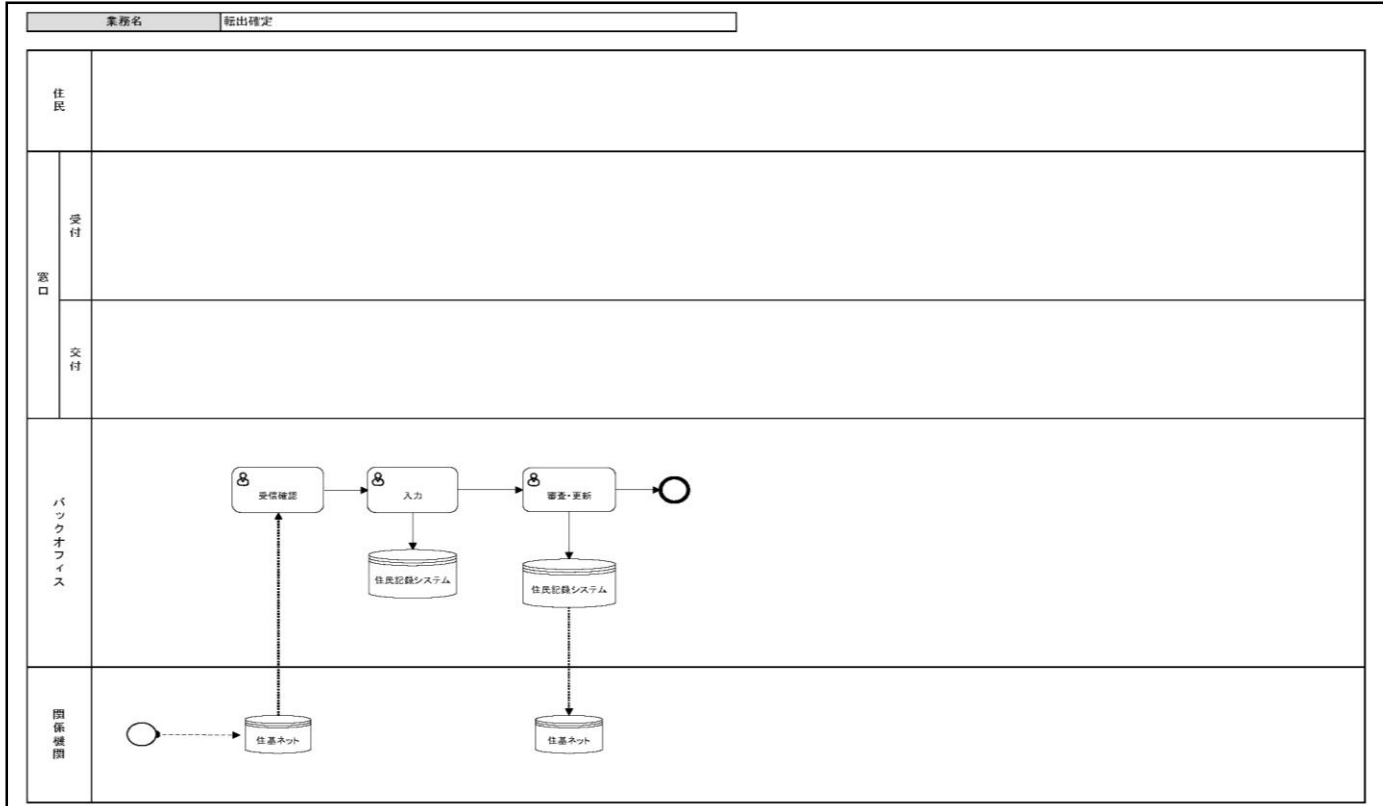 業務名
転出確定
住民
窓口
受付
交付
バックオフィス
受信確認
入力
審査・更新
住民記録システム
住民記録システム
関係機関
住基ネット
住基ネット